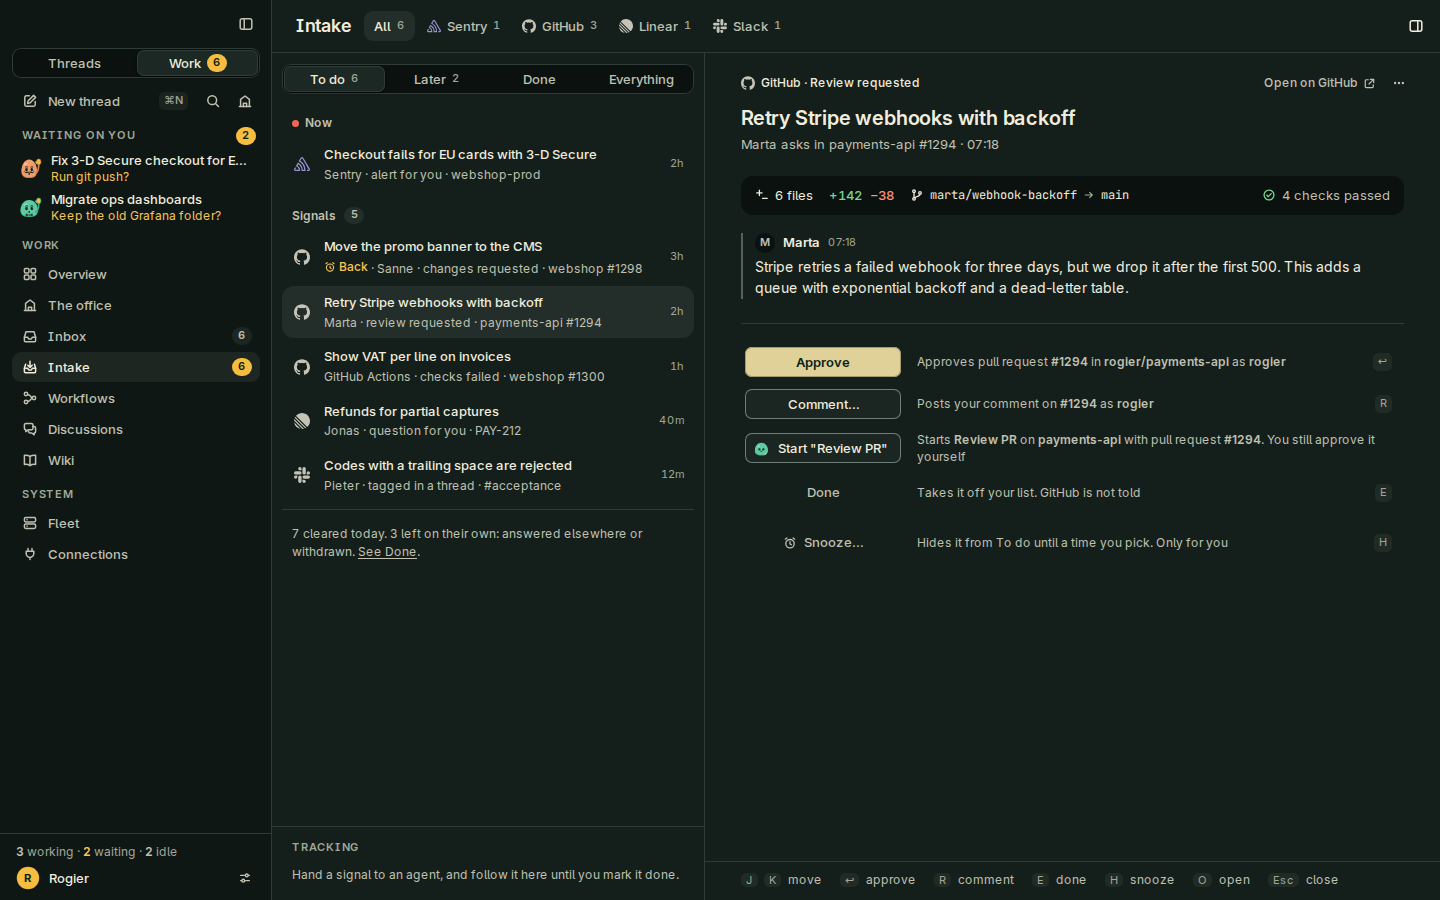 Threads
Work 6
New thread ⌘N
WAITING ON YOU 2
Fix 3-D Secure checkout for E...
Run git push?
Migrate ops dashboards
Keep the old Grafana folder?
WORK
Overview
The office
Inbox 6
Intake 6
Workflows
Discussions
Wiki
SYSTEM
Fleet
Connections
3 working · 2 waiting · 2 idle
R Rogier
Intake
All 6
Sentry 1
GitHub 3
Linear 1
Slack 1
To do 6
Later 2
Done
Everything
Now
Checkout fails for EU cards with 3-D Secure
Sentry · alert for you · webshop-prod
2h
Signals 5
Move the promo banner to the CMS
Back · Sanne · changes requested · webshop #1298
3h
Retry Stripe webhooks with backoff
Marta · review requested · payments-api #1294
2h
Show VAT per line on invoices
GitHub Actions · checks failed · webshop #1300
1h
Refunds for partial captures
Jonas · question for you · PAY-212
40m
Codes with a trailing space are rejected
Pieter · tagged in a thread · #acceptance
12m
7 cleared today. 3 left on their own: answered elsewhere or
withdrawn. See Done.
TRACKING
Hand a signal to an agent, and follow it here until you mark it done.
GitHub · Review requested
Open on GitHub
Retry Stripe webhooks with backoff
Marta asks in payments-api #1294 · 07:18
6 files +142 −38 marta/webhook-backoff → main
4 checks passed
M Marta 07:18
Stripe retries a failed webhook for three days, but we drop it after the first 500. This adds a
queue with exponential backoff and a dead-letter table.
Approve
Approves pull request #1294 in rogier/payments-api as rogier
↩
Comment...
Posts your comment on #1294 as rogier
R
Start "Review PR"
Starts Review PR on payments-api with pull request #1294. You still approve it
yourself
Done
Takes it off your list. GitHub is not told
E
Snooze...
Hides it from To do until a time you pick. Only for you
H
J K move ↩ approve R comment E done H snooze O open Esc close